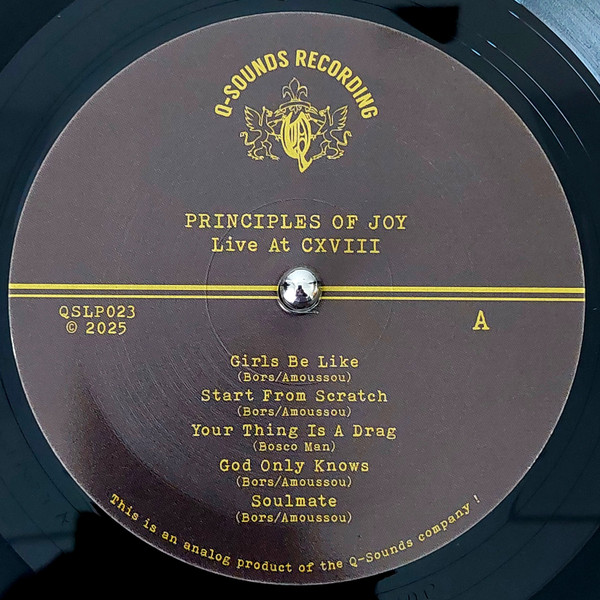 Q-SOUNDS RECORDING
Q
PRINCIPLES OF JOY
Live At CXVIII
QSLP023
© 2025
A
Girls Be Like
(Bors/Amoussou)
Start From Scratch
(Bors/Amoussou)
Your Thing Is A Drag
(Bosco Man)
God Only Knows
(Bors/Amoussou)
Soulmate
(Bors/Amoussou)
This is an analog product of the Q-Sounds company !